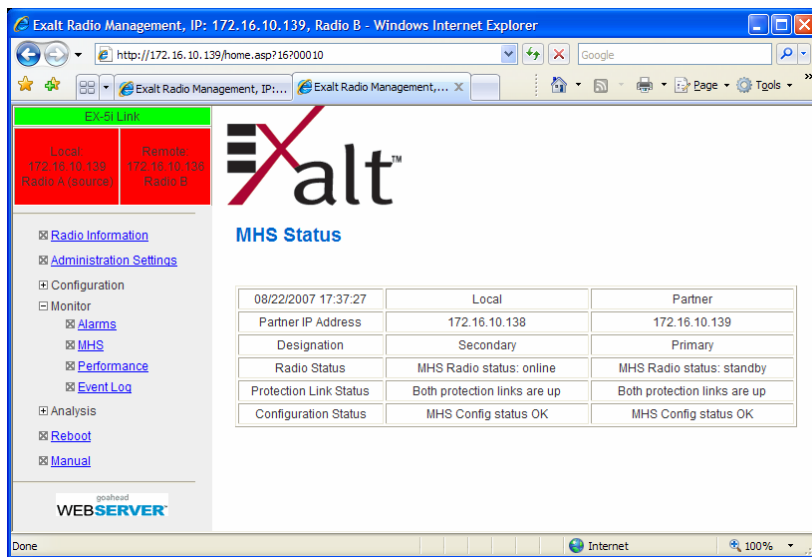 Exalt Radio Management, IP: 172.16.10.139, Radio B - Windows Internet Explorer
http://172.16.10.139/home.asp?16?00010
Google
Exalt Radio Management, IP:...
Exalt Radio Management,...
Page
Tools
EX-5i Link
Local:
172.16.10.139
Radio A (source)
Remote:
172.16.10.136
Radio B
EXalt™
Radio Information
Administration Settings
Configuration
Monitor
Alarms
MHS
Performance
Event Log
Analysis
Reboot
Manual
goahead
WEBSERVER
MHS Status
08/22/2007 17:37:27 Local Partner
Partner IP Address 172.16.10.138 172.16.10.139
Designation Secondary Primary
Radio Status MHS Radio status: online MHS Radio status: standby
Protection Link Status Both protection links are up Both protection links are up
Configuration Status MHS Config status OK MHS Config status OK
Done
Internet
100%